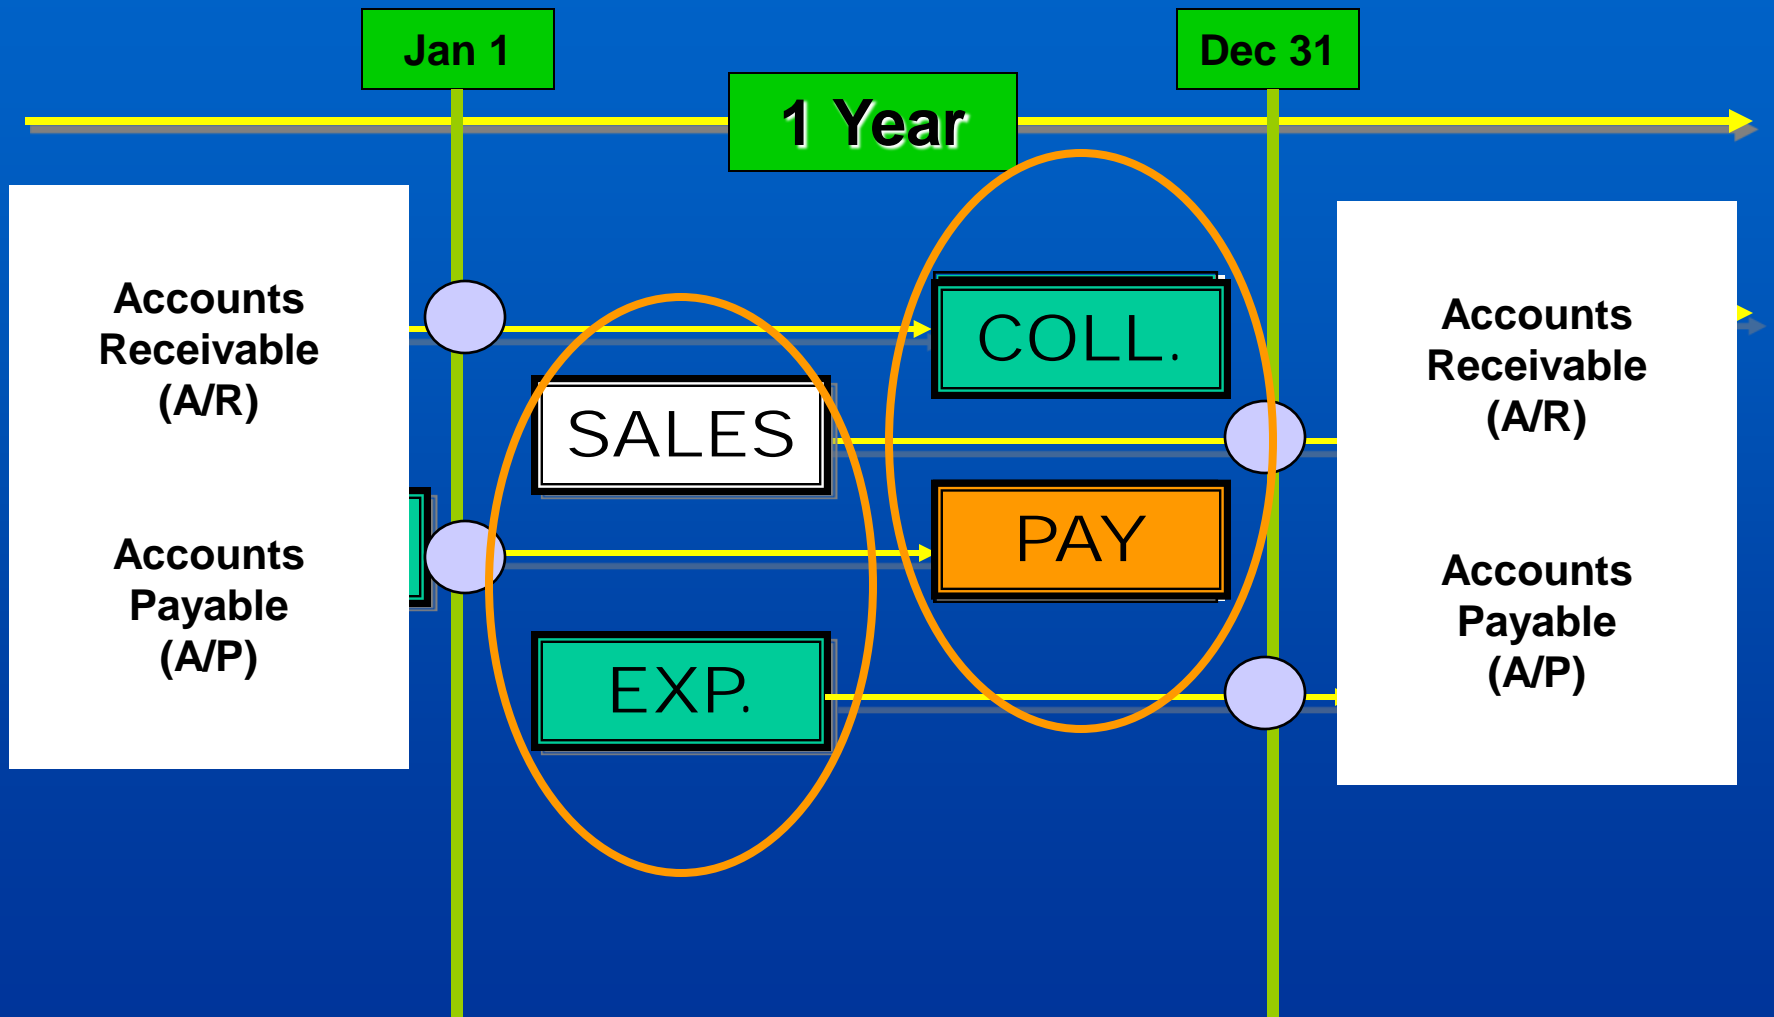 Jan 1
Dec 31
1 Year
Accounts
Receivable
(A/R)
Accounts
Payable
(A/P)
SALES
EXP.
COLL.
PAY
Accounts
Receivable
(A/R)
Accounts
Payable
(A/P)